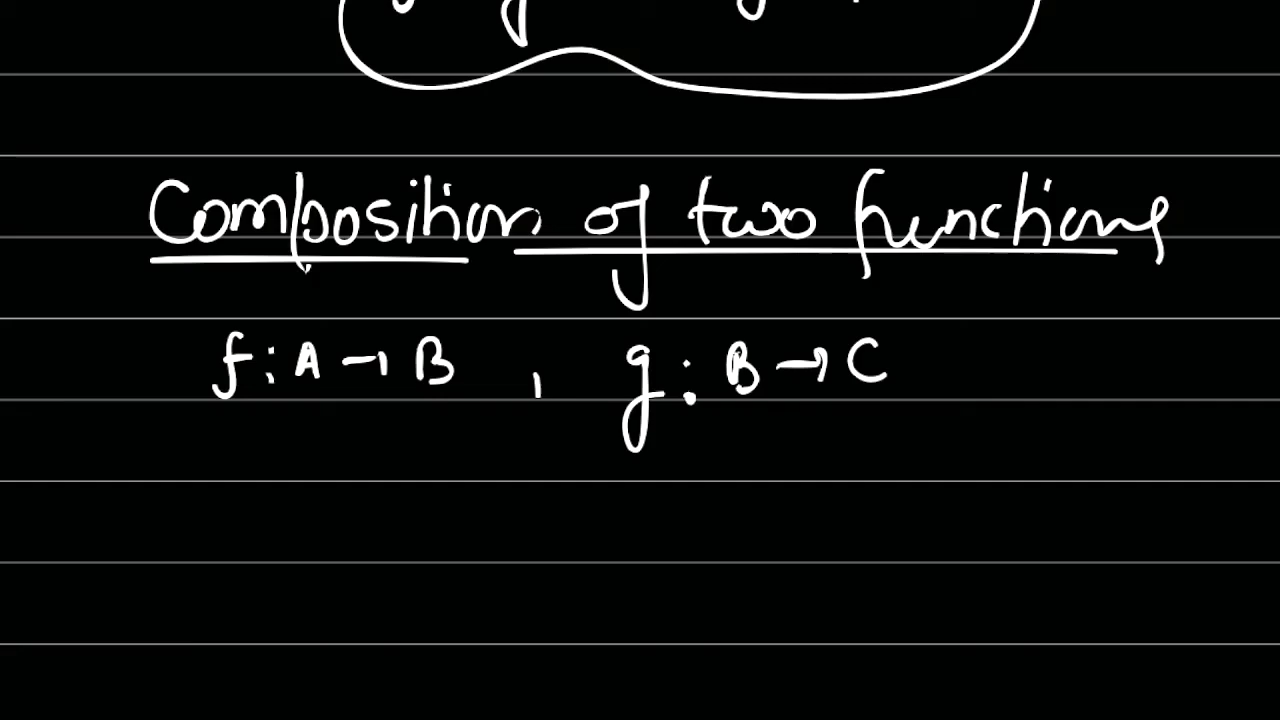 Composition of two functions
f : A → B , g : B → C